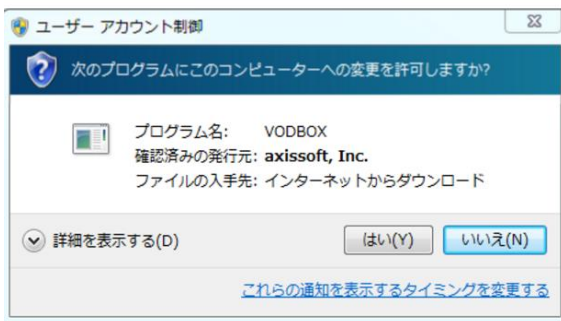 ユーザー アカウント制御
次のプログラムにこのコンピューターへの変更を許可しますか?
プログラム名: VODBOX
確認済みの発行元: axissoft, Inc.
ファイルの入手先: インターネットからダウンロード
詳細を表示する(D) はい(Y) いいえ(N)
これらの通知を表示するタイミングを変更する